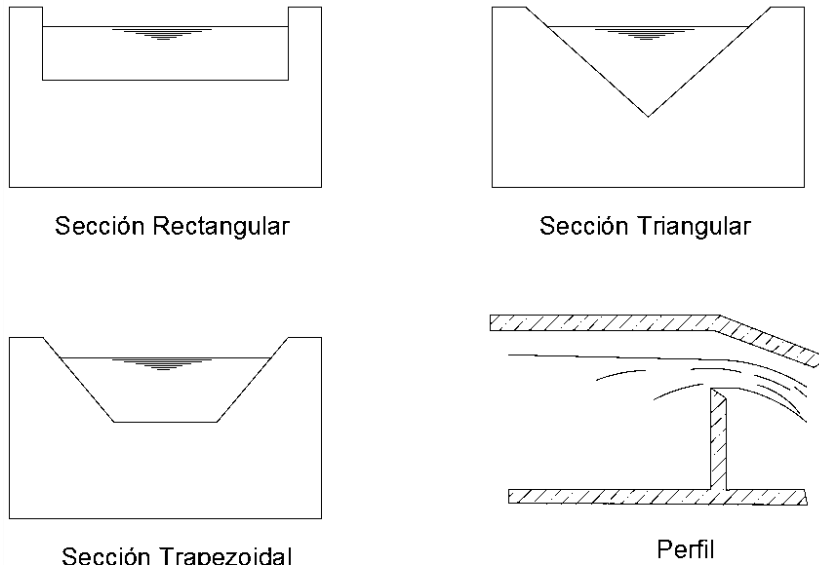 Sección Rectangular
Sección Triangular
Sección Trapezoidal
Perfil